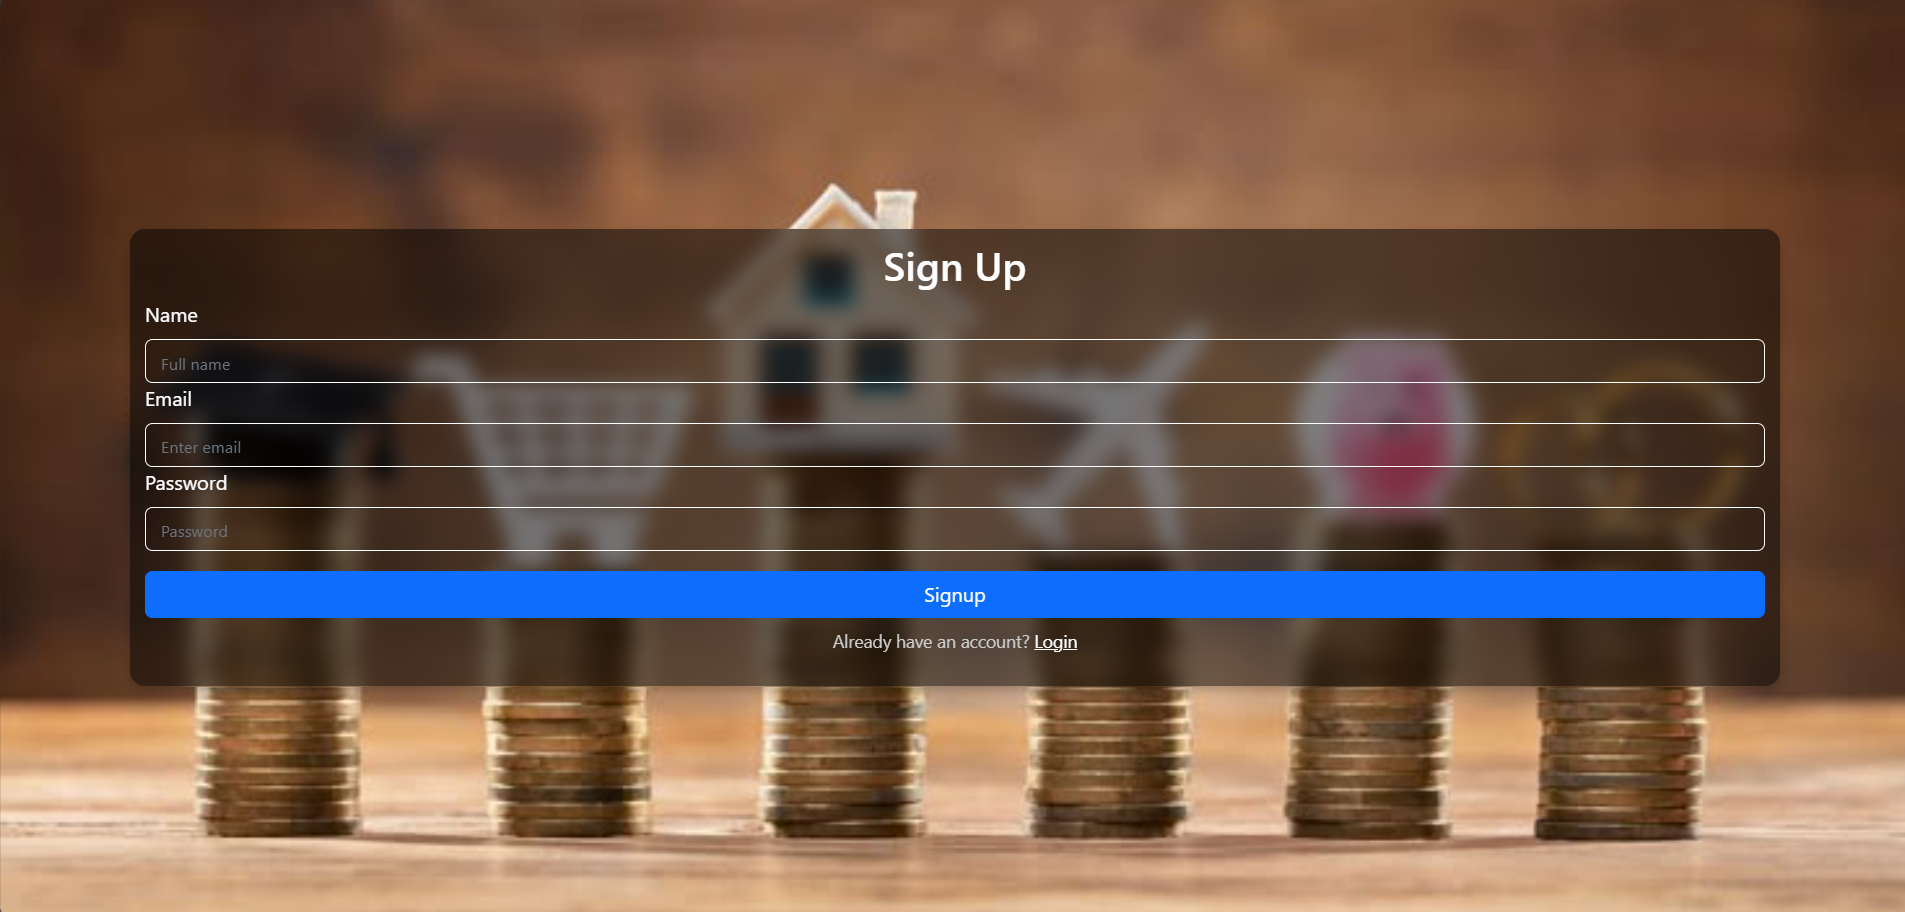 Sign Up
Name
Full name
Email
Enter email
Password
Password
Signup
Already have an account? Login